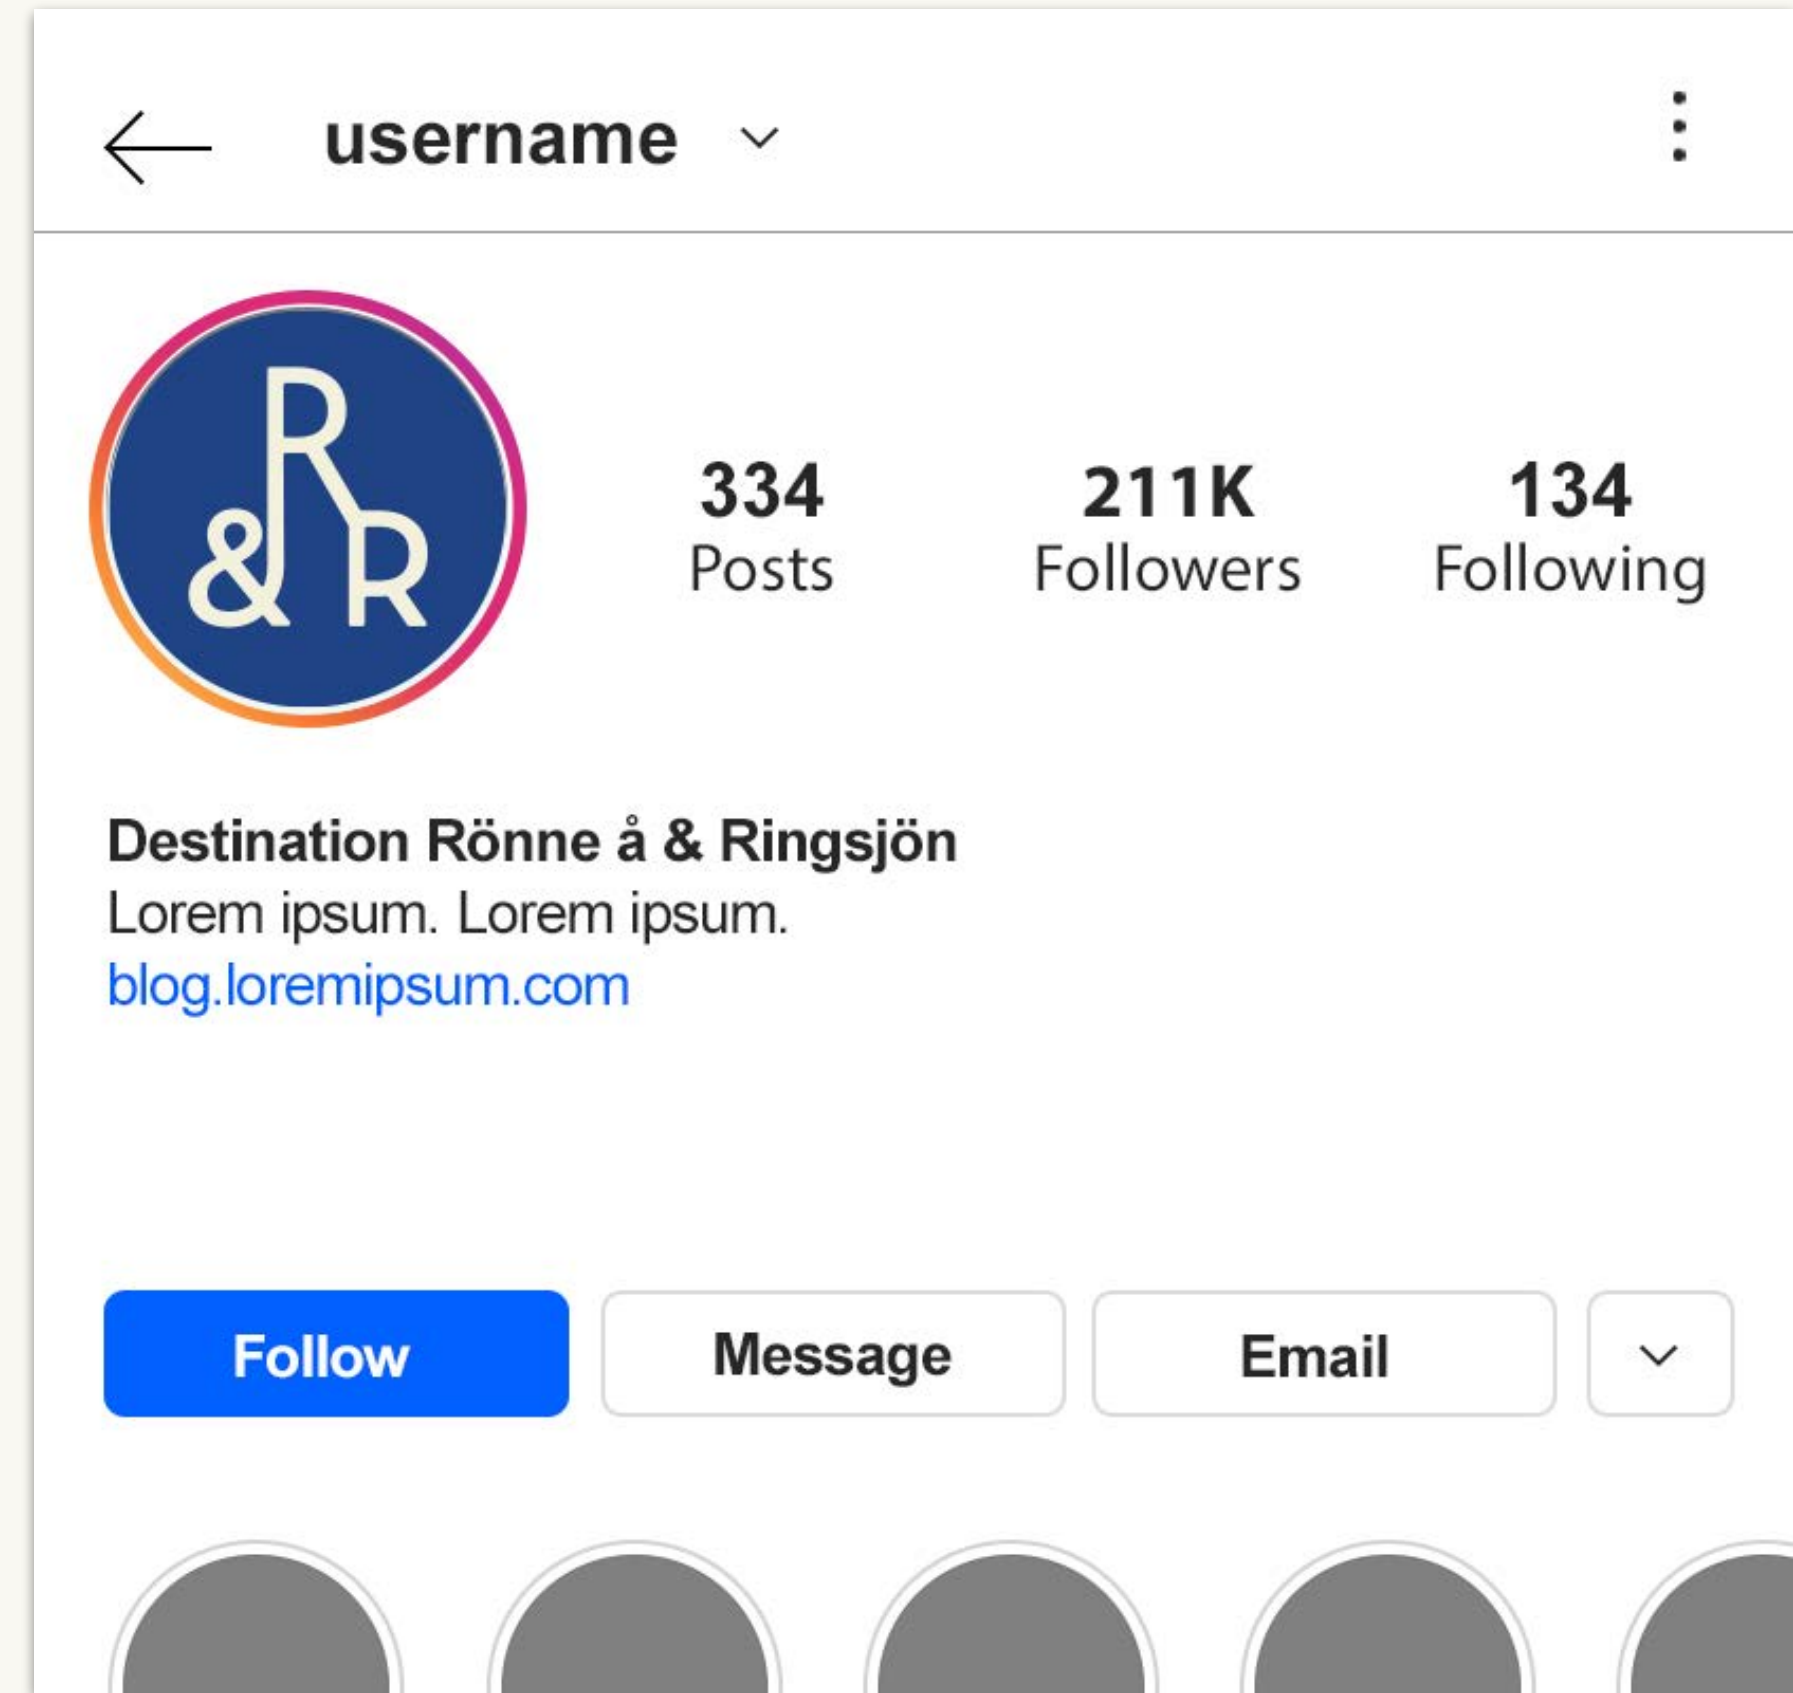 username
R
&R
334 211K 134
Posts Followers Following
Destination Rönne å & Ringsjön
Lorem ipsum. Lorem ipsum.
blog.loremipsum.com
Follow Message Email